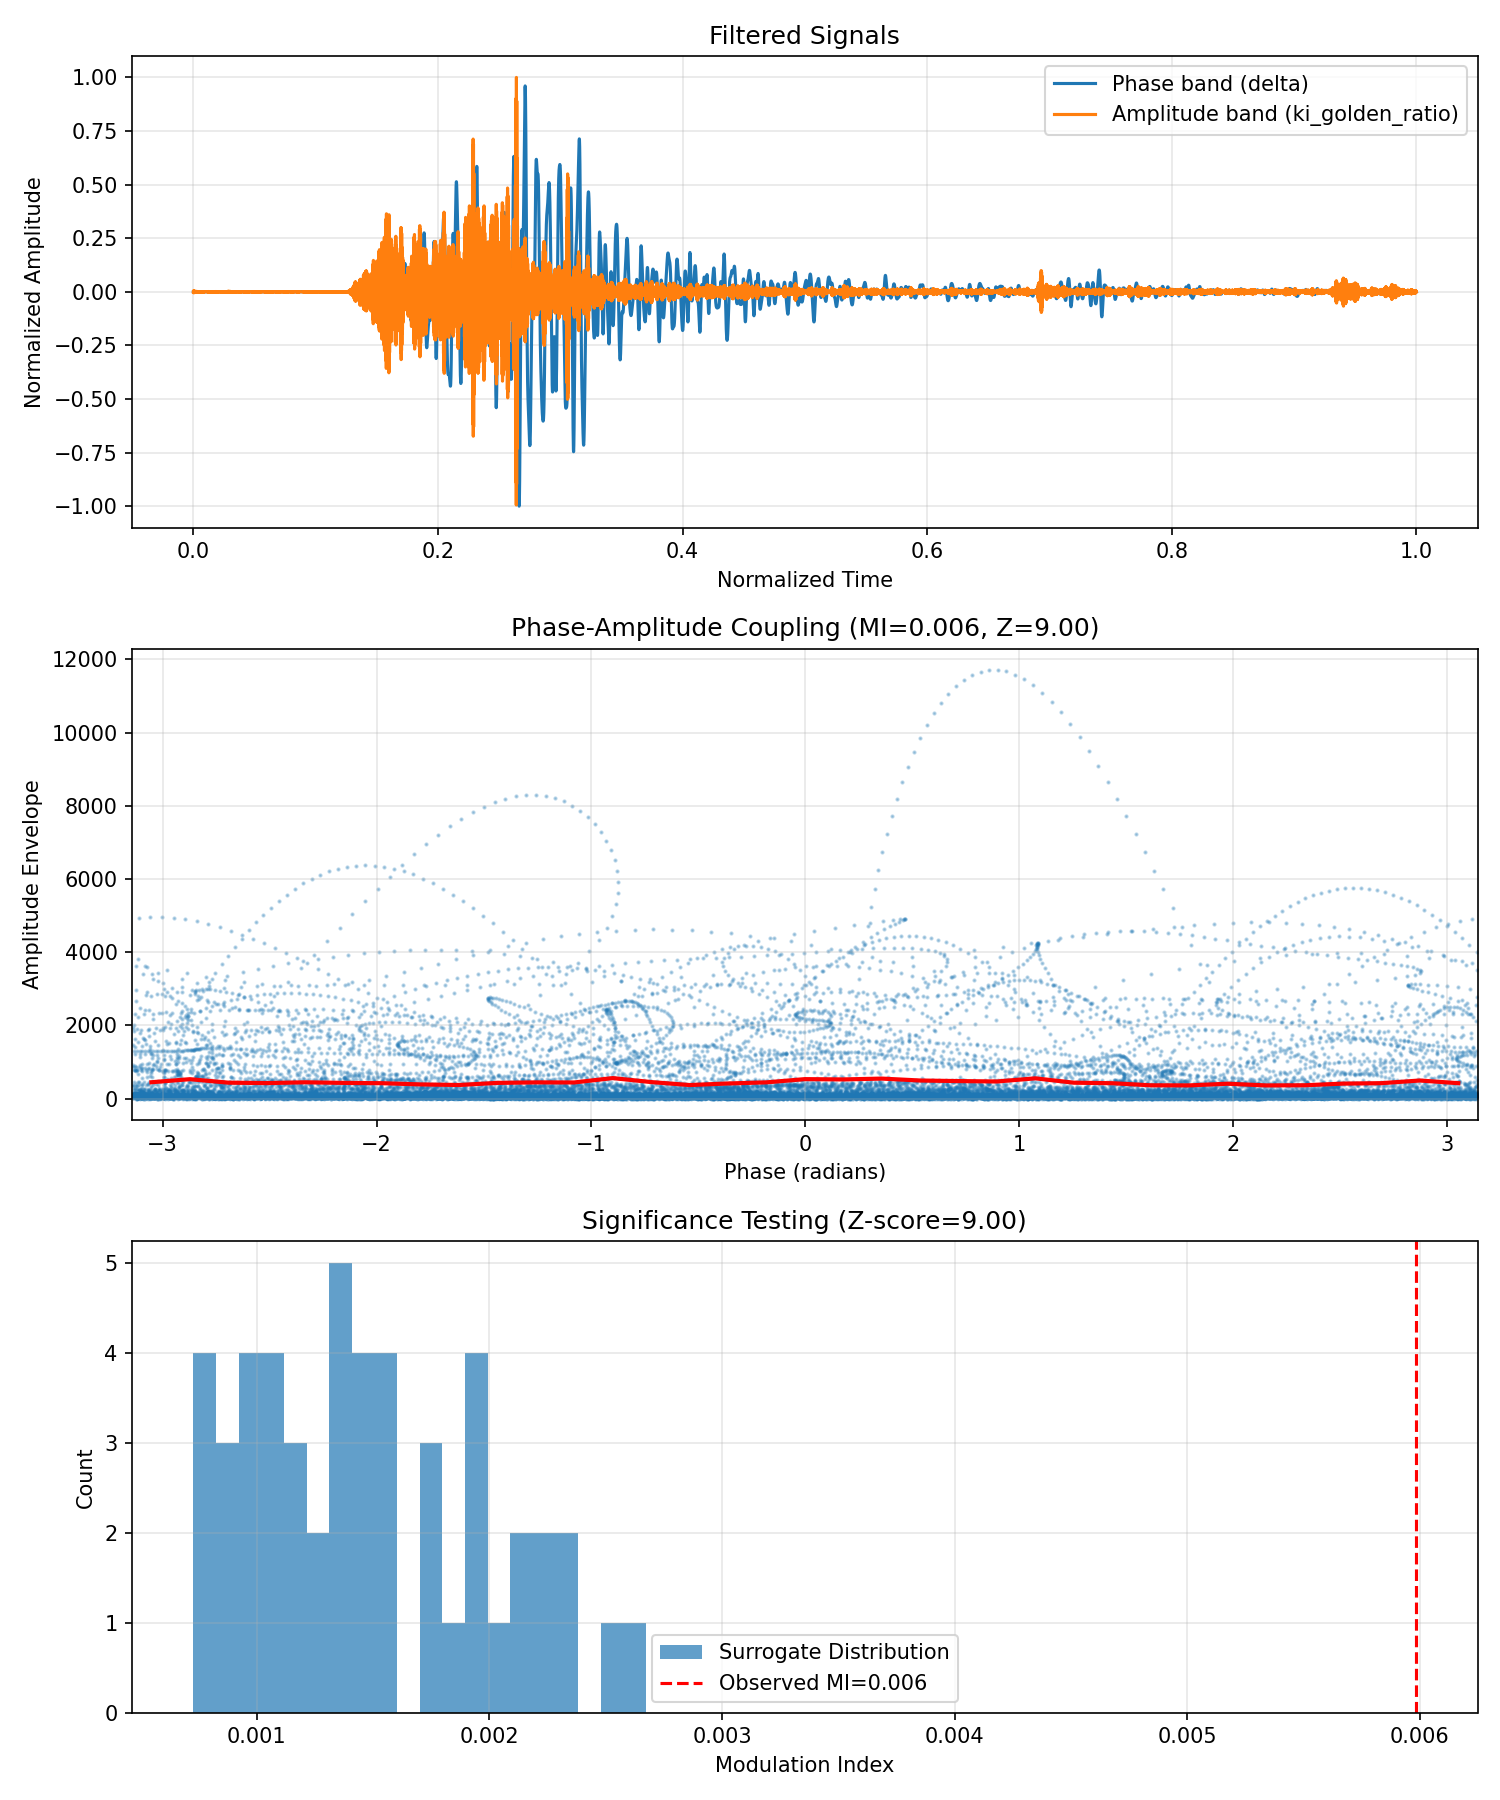 Filtered Signals
Phase band (delta)
Amplitude band (ki_golden_ratio)
Normalized Amplitude
1.00
0.75
0.50
0.25
0.00
−0.25
−0.50
−0.75
−1.00
0.0 0.2 0.4 0.6 0.8 1.0
Normalized Time
Phase-Amplitude Coupling (MI=0.006, Z=9.00)
Amplitude Envelope
12000
10000
8000
6000
4000
2000
0
−3 −2 −1 0 1 2 3
Phase (radians)
Significance Testing (Z-score=9.00)
Count
5
4
3
2
1
0
Surrogate Distribution
Observed MI=0.006
0.001 0.002 0.003 0.004 0.005 0.006
Modulation Index